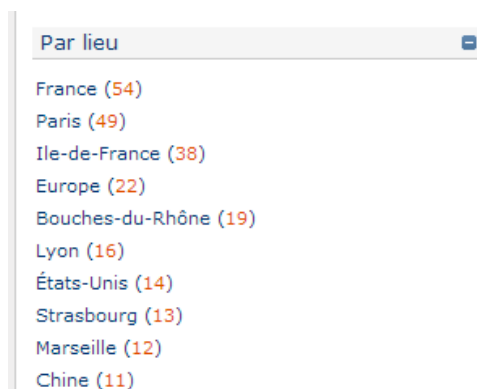 Par lieu
France (54)
Paris (49)
Ile-de-France (38)
Europe (22)
Bouches-du-Rhône (19)
Lyon (16)
États-Unis (14)
Strasbourg (13)
Marseille (12)
Chine (11)